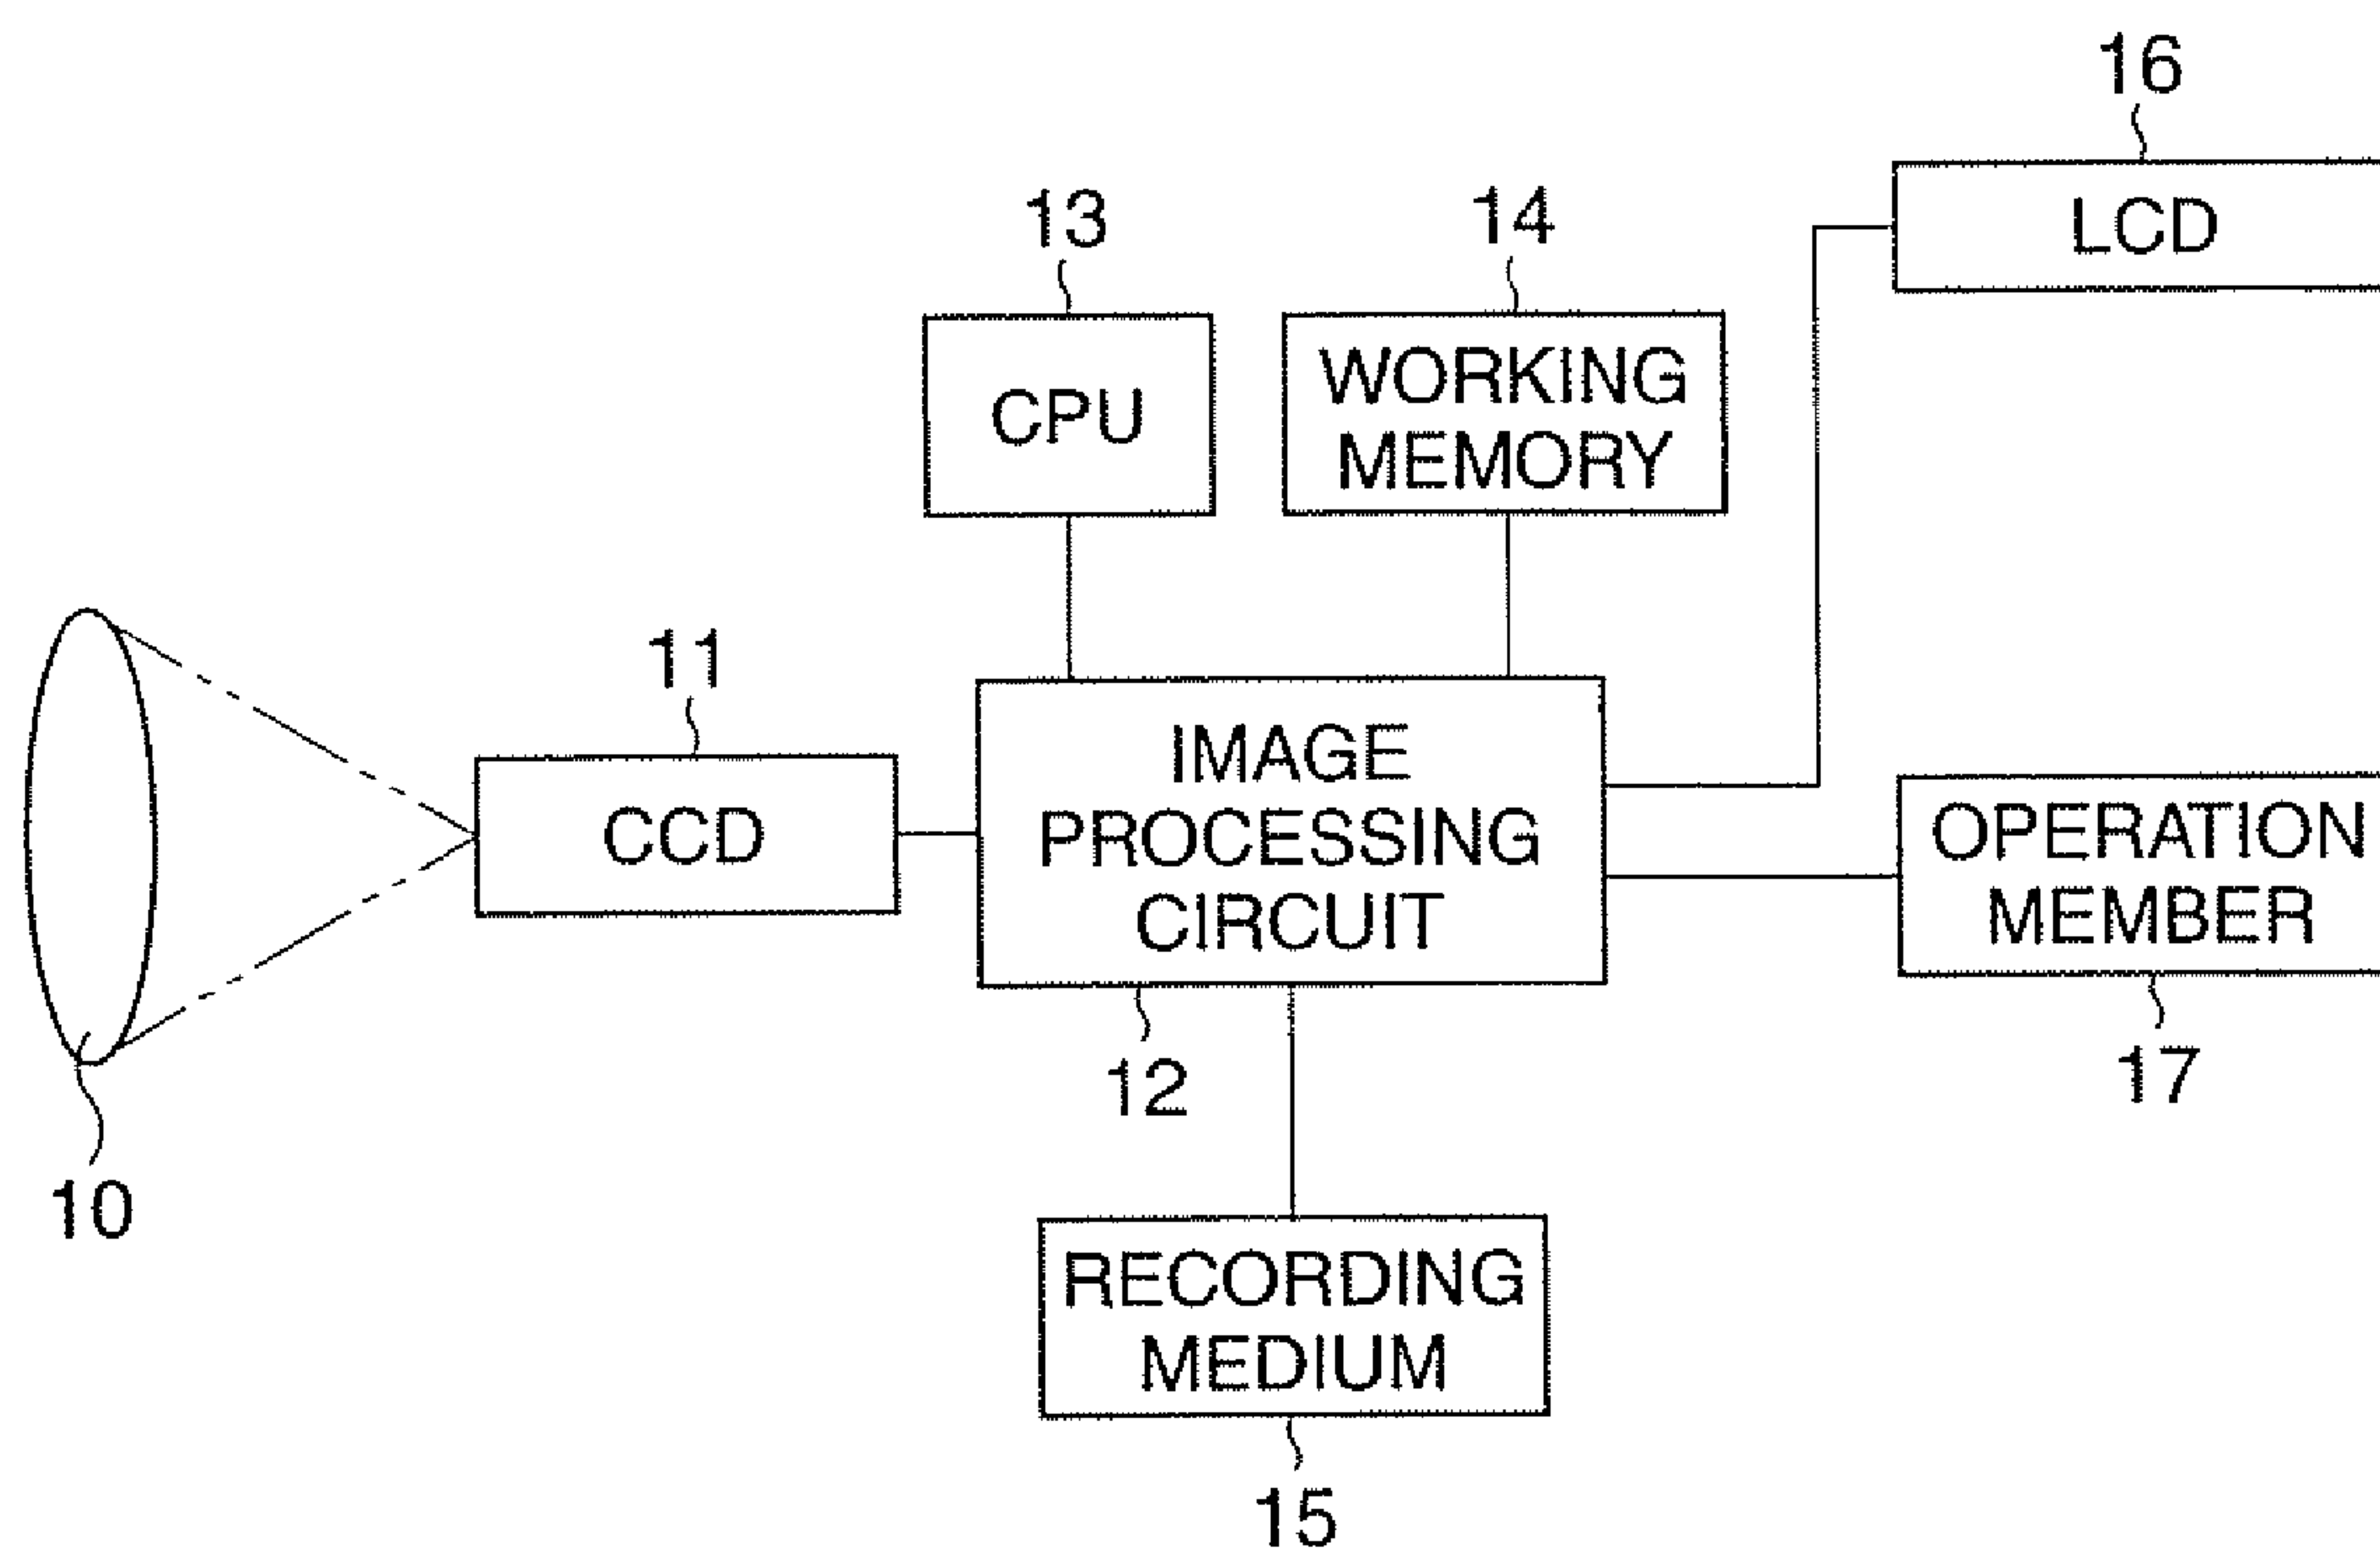 16
LCD
13
14
CPU
WORKING
MEMORY
11
CCD
IMAGE
PROCESSING
CIRCUIT
OPERATION
MEMBER
12
17
10
RECORDING
MEDIUM
15